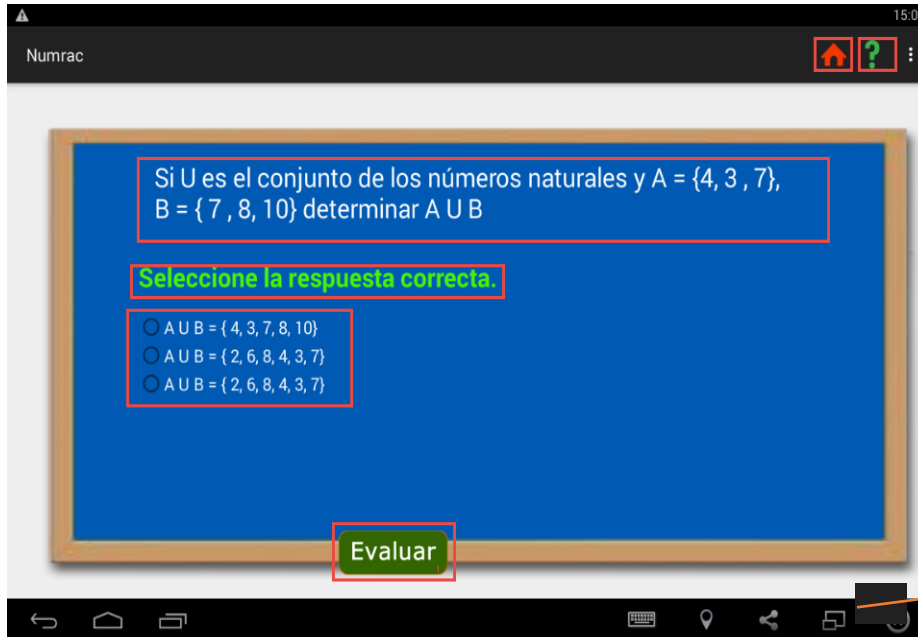 15:0
Numrac
?
Si U es el conjunto de los números naturales y A = {4, 3 , 7},
B = { 7 , 8, 10} determinar A U B
Seleccione la respuesta correcta.
A U B = { 4, 3, 7, 8, 10}
A U B = { 2, 6, 8, 4, 3, 7}
A U B = { 2, 6, 8, 4, 3, 7}
Evaluar